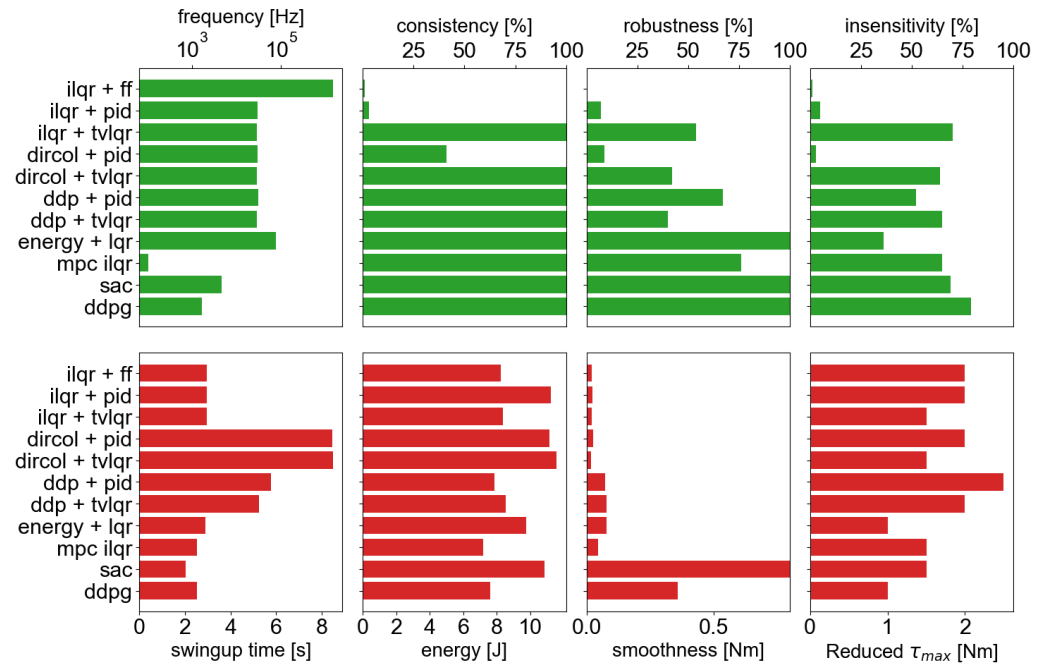 frequency [Hz] consistency [%] robustness [%] insensitivity [%]
10³ 10⁵ 25 50 75 100 25 50 75 100 25 50 75 100
ilqr + ff
ilqr + pid
ilqr + tvlqr
dircol + pid
dircol + tvlqr
ddp + pid
ddp + tvlqr
energy + lqr
mpc ilqr
sac
ddpg
ilqr + ff
ilqr + pid
ilqr + tvlqr
dircol + pid
dircol + tvlqr
ddp + pid
ddp + tvlqr
energy + lqr
mpc ilqr
sac
ddpg
0 2 4 6 8 0 2 4 6 8 10 0.0 0.5 0 1 2
swingup time [s] energy [J] smoothness [Nm] Reduced τmax [Nm]